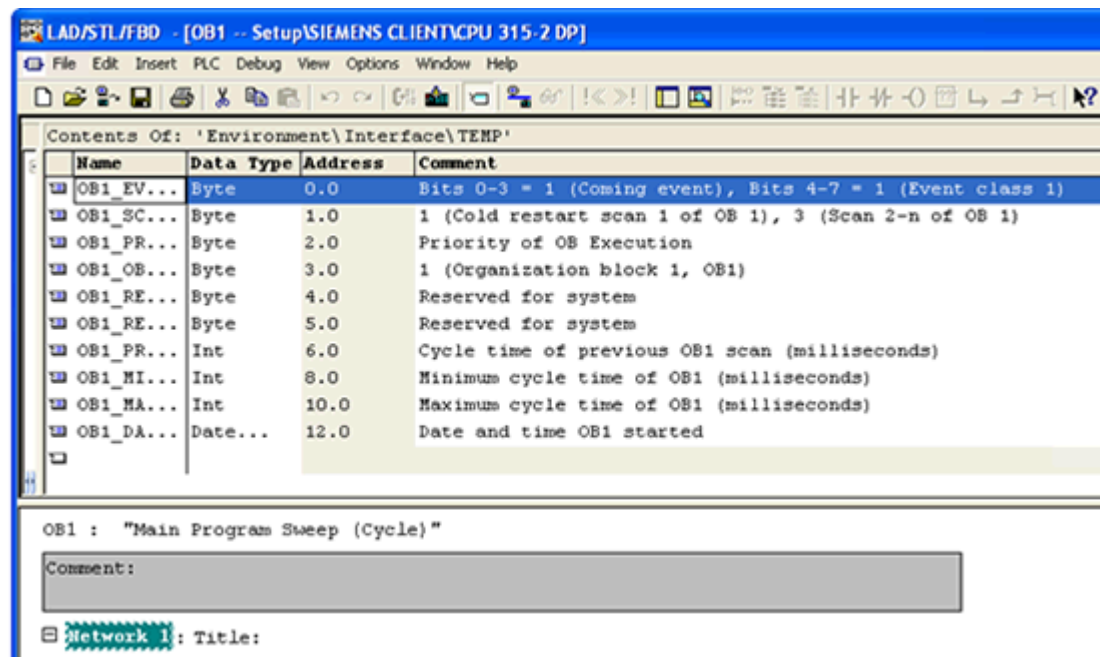 LAD/STL/FBD - [OB1 -- Setup\SIEMENS CLIENT\CPU 315-2 DP]
File Edit Insert PLC Debug View Options Window Help
Contents Of: 'Environment\Interface\TEMP'
Name Data Type Address Comment
OB1_EV... Byte 0.0 Bits 0-3 = 1 (Coming event), Bits 4-7 = 1 (Event class 1)
OB1_SC... Byte 1.0 1 (Cold restart scan 1 of OB 1), 3 (Scan 2-n of OB 1)
OB1_PR... Byte 2.0 Priority of OB Execution
OB1_OB... Byte 3.0 1 (Organization block 1, OB1)
OB1_RE... Byte 4.0 Reserved for system
OB1_RE... Byte 5.0 Reserved for system
OB1_PR... Int 6.0 Cycle time of previous OB1 scan (milliseconds)
OB1_MI... Int 8.0 Minimum cycle time of OB1 (milliseconds)
OB1_MA... Int 10.0 Maximum cycle time of OB1 (milliseconds)
OB1_DA... Date... 12.0 Date and time OB1 started
OB1 : "Main Program Sweep (Cycle)"
Comment:
Network 1: Title: